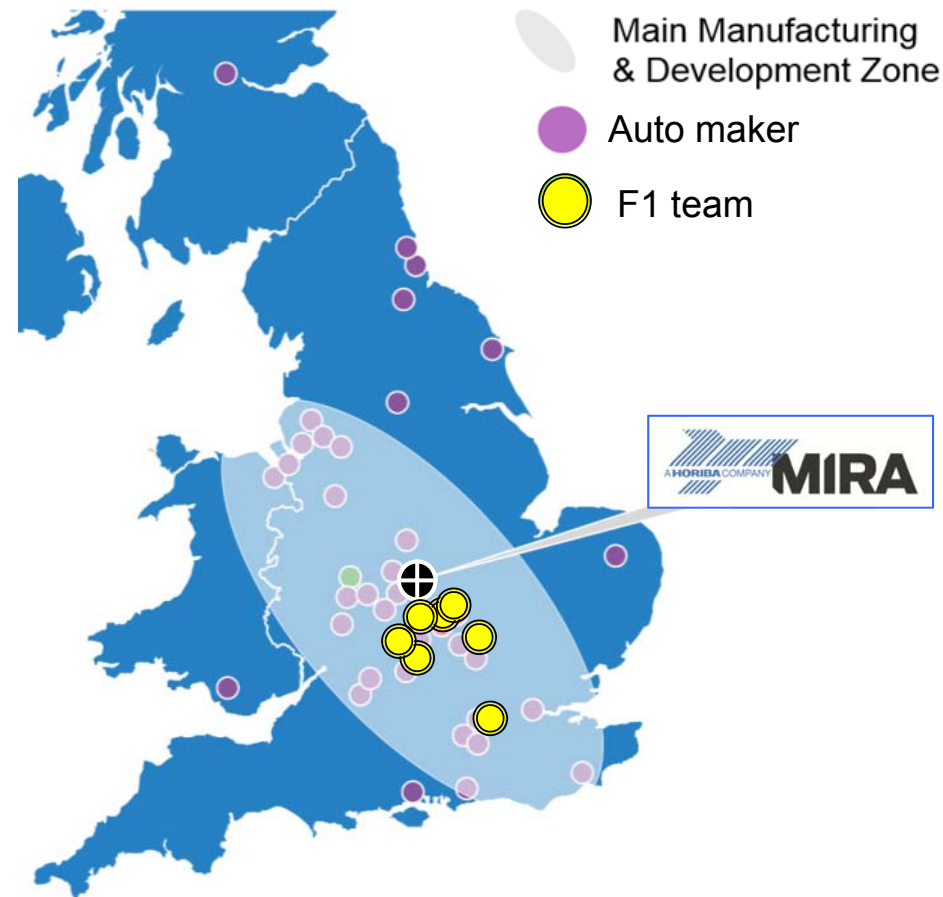 Main Manufacturing
& Development Zone
Auto maker
F1 team
A HORIBA COMPANY MIRA